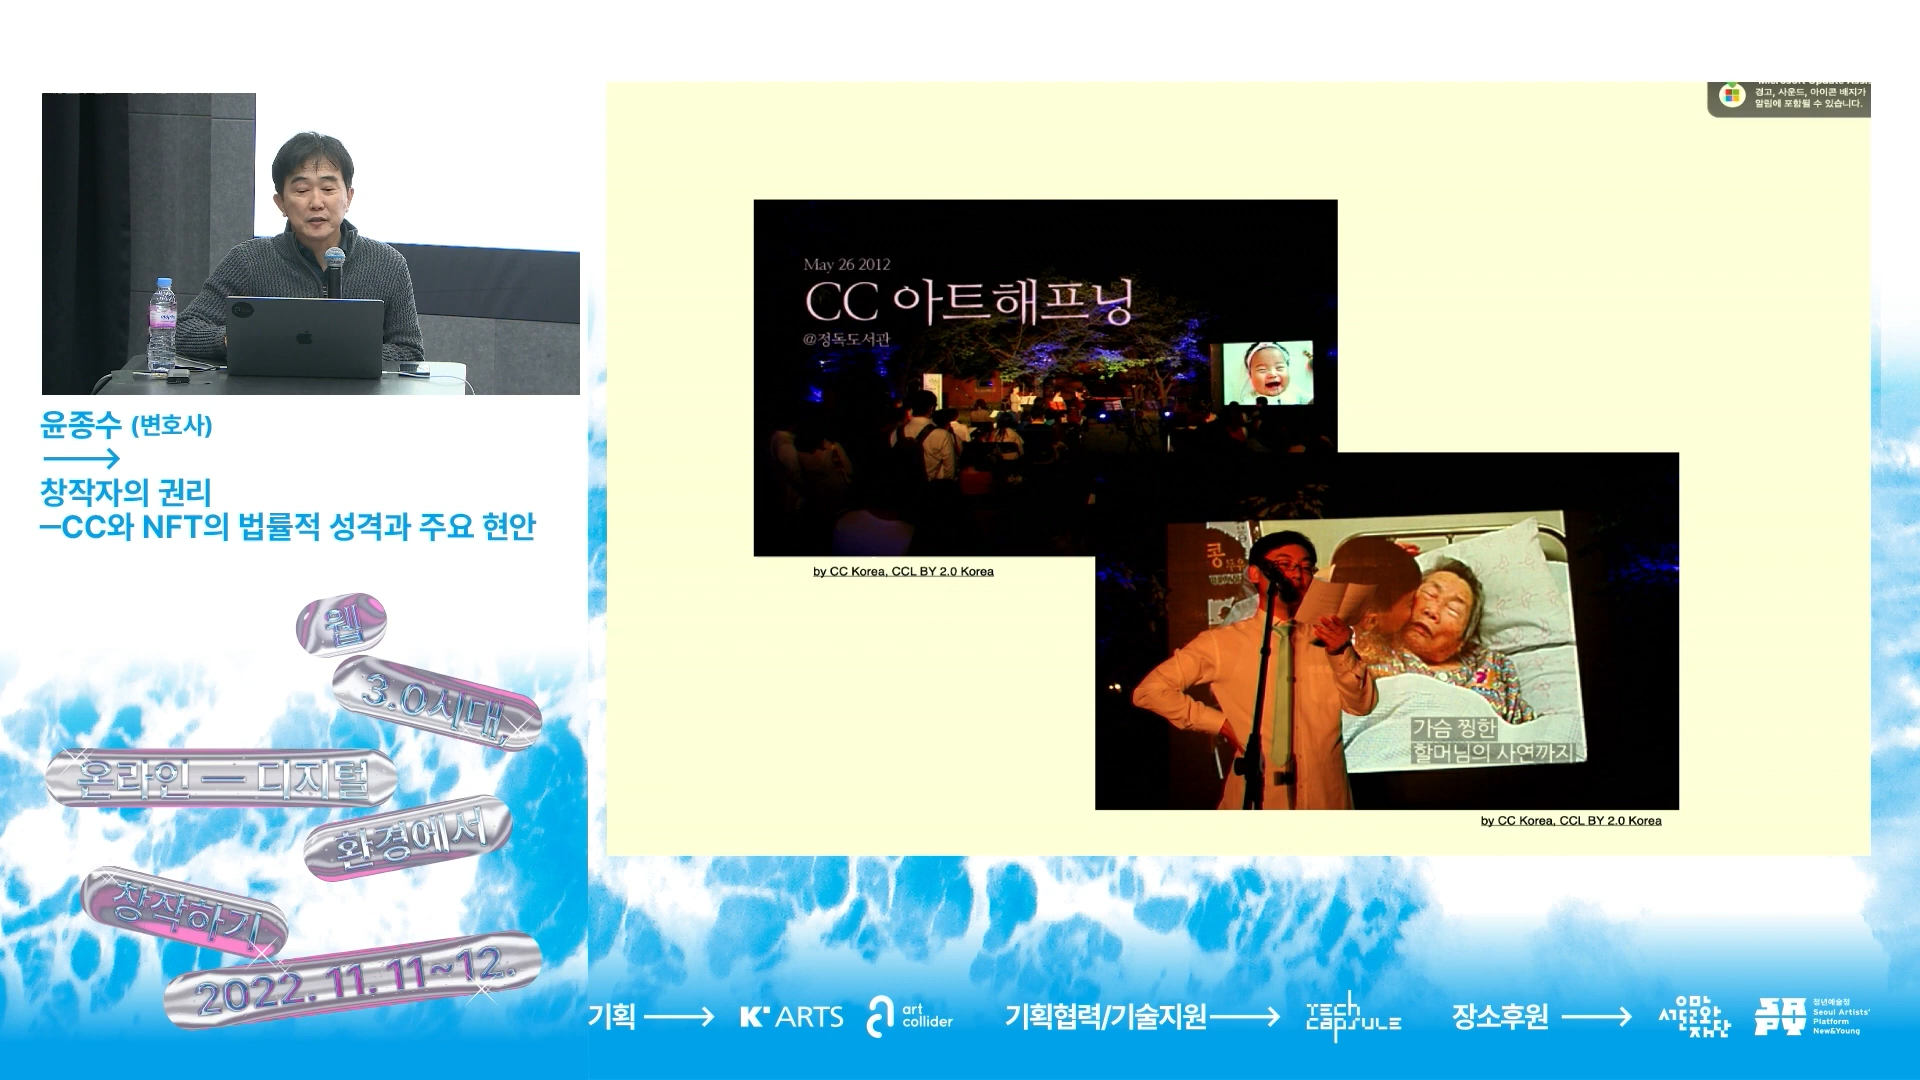 경고, 사운드, 아이콘 배지가
알림에 포함될 수 있습니다.
May 26 2012
CC 아트해프닝
@정독도서관
by CC Korea, CCL BY 2.0 Korea
가슴 찡한
할머님의 사연까지
by CC Korea, CCL BY 2.0 Korea
윤종수 (변호사)
창작자의 권리
—CC와 NFT의 법률적 성격과 주요 현안
웹
3.0시대,
온라인 — 디지털
환경에서
창작하기
2022. 11. 11~12.
기획
K' ARTS
art
collider
기획협력/기술지원
TECH
CAPSULE
장소후원
서울문화
재단
SAPY
청년예술청
Seoul Artists'
Platform
New&Young